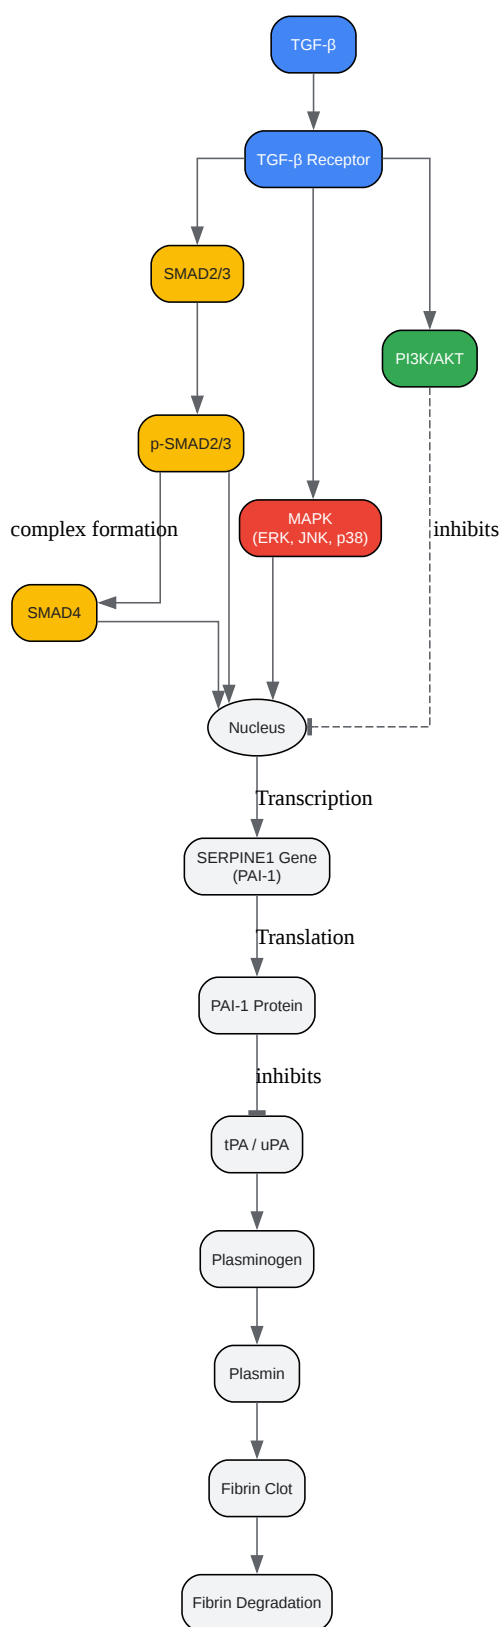 TGF-β
TGF-β Receptor
SMAD2/3
PI3K/AKT
p-SMAD2/3
MAPK
(ERK, JNK, p38)
complex formation
inhibits
SMAD4
Nucleus
Transcription
SERPINE1 Gene
(PAI-1)
Translation
PAI-1 Protein
inhibits
tPA / uPA
Plasminogen
Plasmin
Fibrin Clot
Fibrin Degradation